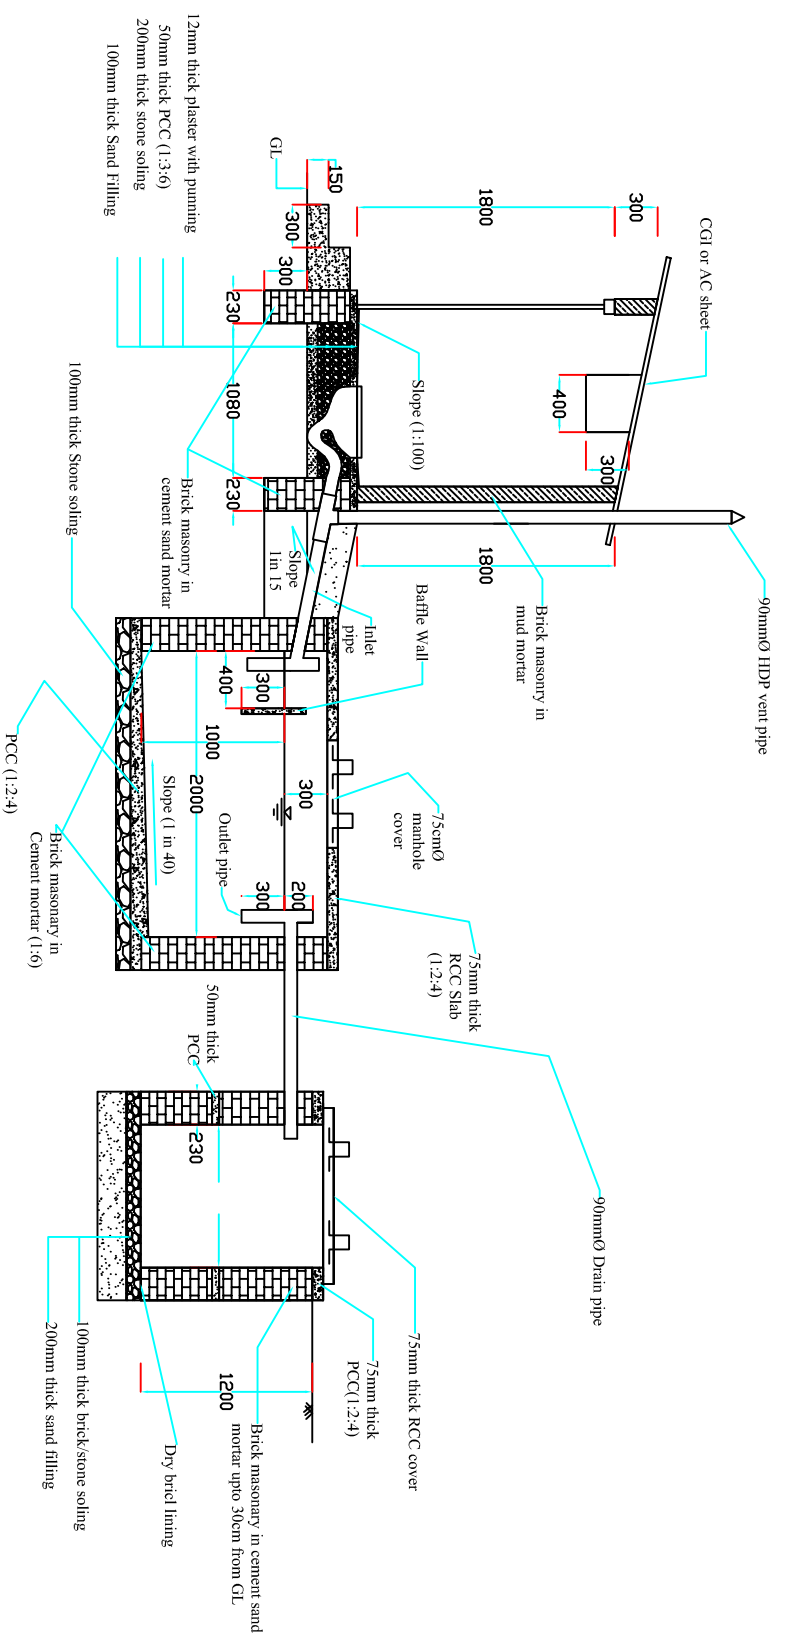 12mm thick plaster with punning
50mm thick PCC (1:3:6)
200mm thick stone soling
100mm thick Sand Filling
GL
150
300
300
230
1080
230
1800
300
CGI or AC sheet
400
300
Slope (1:100)
1800
90mmØ HDP vent pipe
Brick masonry in
mud mortar
Brick masonry in
cement sand mortar
100mm thick Stone soling
Slope
1in 15
Inlet
pipe
Baffle Wall
400
300
1000
2000
300
75cmØ
manhole
cover
Slope (1 in 40)
Outlet pipe
300
200
PCC (1:2:4)
Brick masonary in
Cement mortar (1:6)
75mm thick
RCC Slab
(1:2:4)
50mm thick
PCC
230
90mmØ Drain pipe
75mm thick RCC cover
75mm thick
PCC(1:2:4)
1200
Brick masonary in cement sand
mortar upto 30cm from GL
Dry bricl lining
100mm thick brick/stone soling
200mm thick sand filling